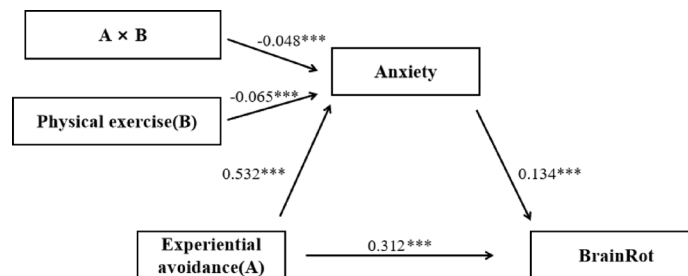 A × B
-0.048***
Anxiety
Physical exercise(B)
-0.065***
0.532***
0.134***
Experiential
avoidance(A)
0.312***
BrainRot